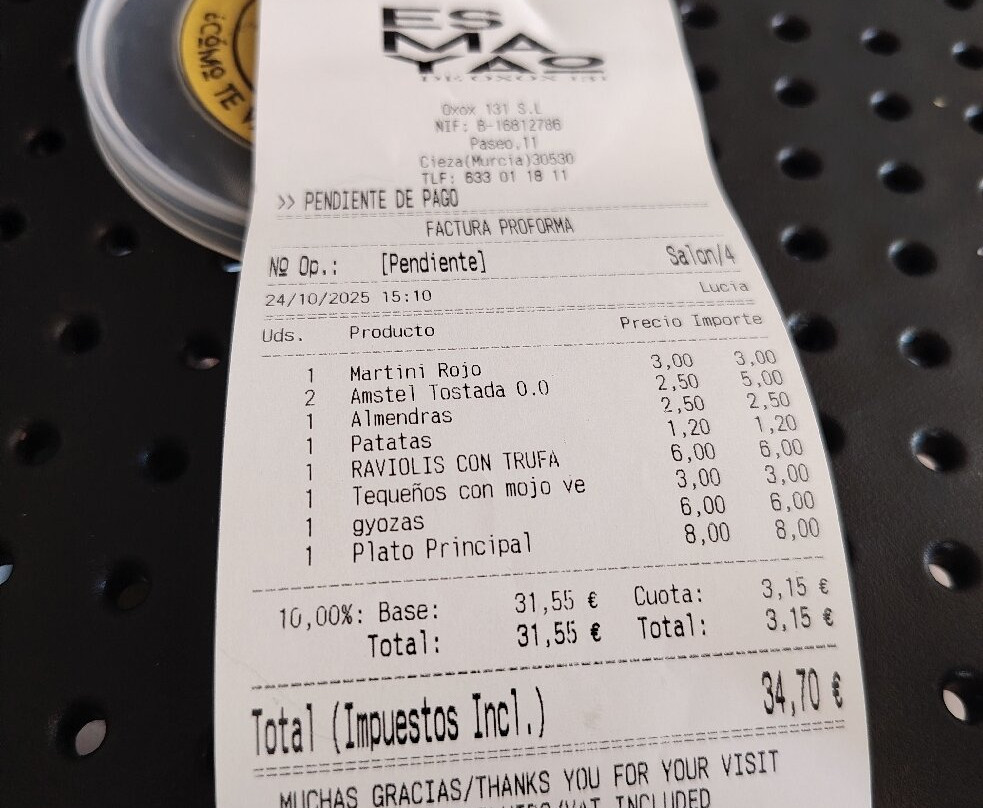 ¿CÓMO TE
ES
MA
YAO
Oxox 131 S.L
NIF: B-16812786
Paseo,11
Cieza(Murcia)30530
TLF: 633 01 18 11
>> PENDIENTE DE PAGO
FACTURA PROFORMA
Nº Op.: [Pendiente] Salon/4
24/10/2025 15:10 Lucia
Uds. Producto Precio Importe
1 Martini Rojo 3,00 3,00
2 Amstel Tostada 0.0 2,50 5,00
1 Almendras 2,50 2,50
1 Patatas 1,20 1,20
1 RAVIOLIS CON TRUFA 6,00 6,00
1 Tequeños con mojo ve 3,00 3,00
1 gyozas 6,00 6,00
1 Plato Principal 8,00 8,00
10,00%: Base: 31,55 € Cuota: 3,15 €
Total: 31,55 € Total: 3,15 €
Total (Impuestos Incl.) 34,70 €
MUCHAS GRACIAS/THANKS YOU FOR YOUR VISIT
INCLUDED